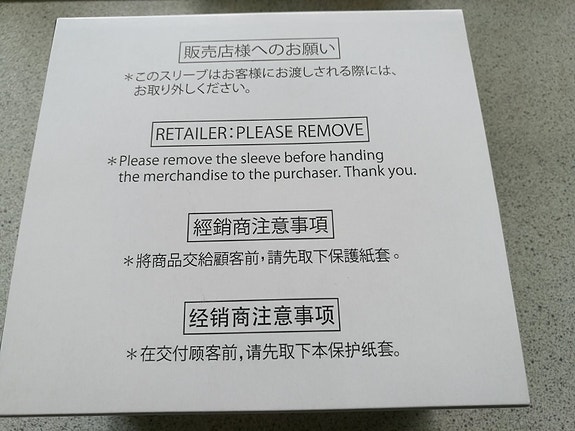 販売店様へのお願い
＊このスリーブはお客様にお渡しされる際には、
お取り外しください。
RETAILER：PLEASE REMOVE
＊Please remove the sleeve before handing
the merchandise to the purchaser. Thank you.
經銷商注意事項
＊將商品交給顧客前，請先取下保護紙套。
经销商注意事项
＊在交付顾客前，请先取下本保护纸套。